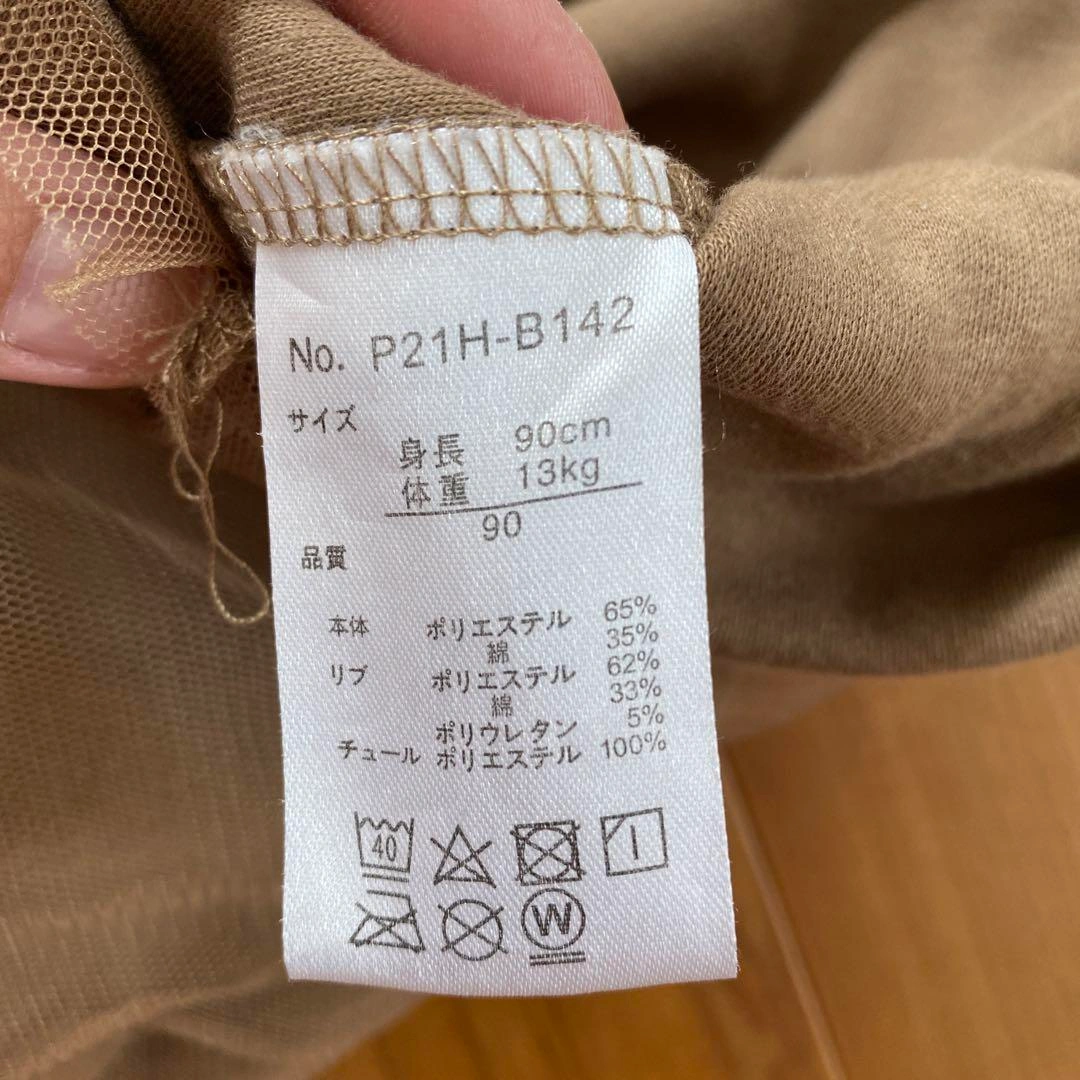 No. P21H-B142
サイズ
身長 90cm
体重 13kg
90
品質
本体 ポリエステル 65%
綿 35%
リブ ポリエステル 62%
綿 33%
ポリウレタン 5%
チュール ポリエステル 100%
40
W